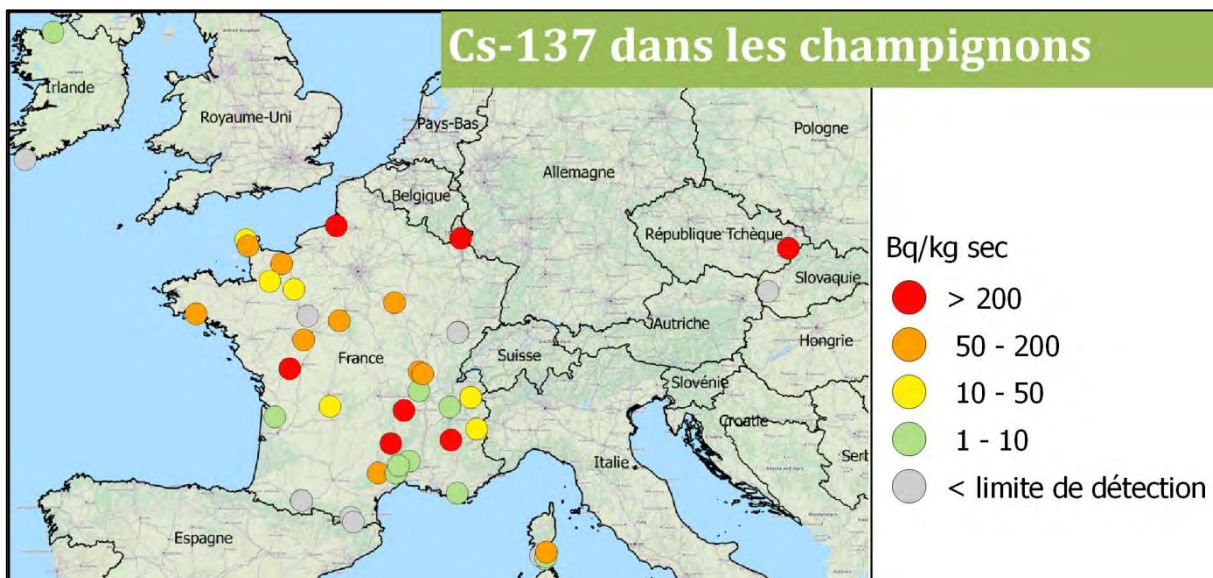 Cs-137 dans les champignons
Irlande
Royaume-Uni
Pays-Bas
Pologne
Allemagne
Belgique
République Tchèque
Slovaquie
Autriche
Hongrie
France
Suisse
Slovénie
Croatie
Serb
Italie
Espagne
Bq/kg sec
> 200
50 - 200
10 - 50
1 - 10
< limite de détection